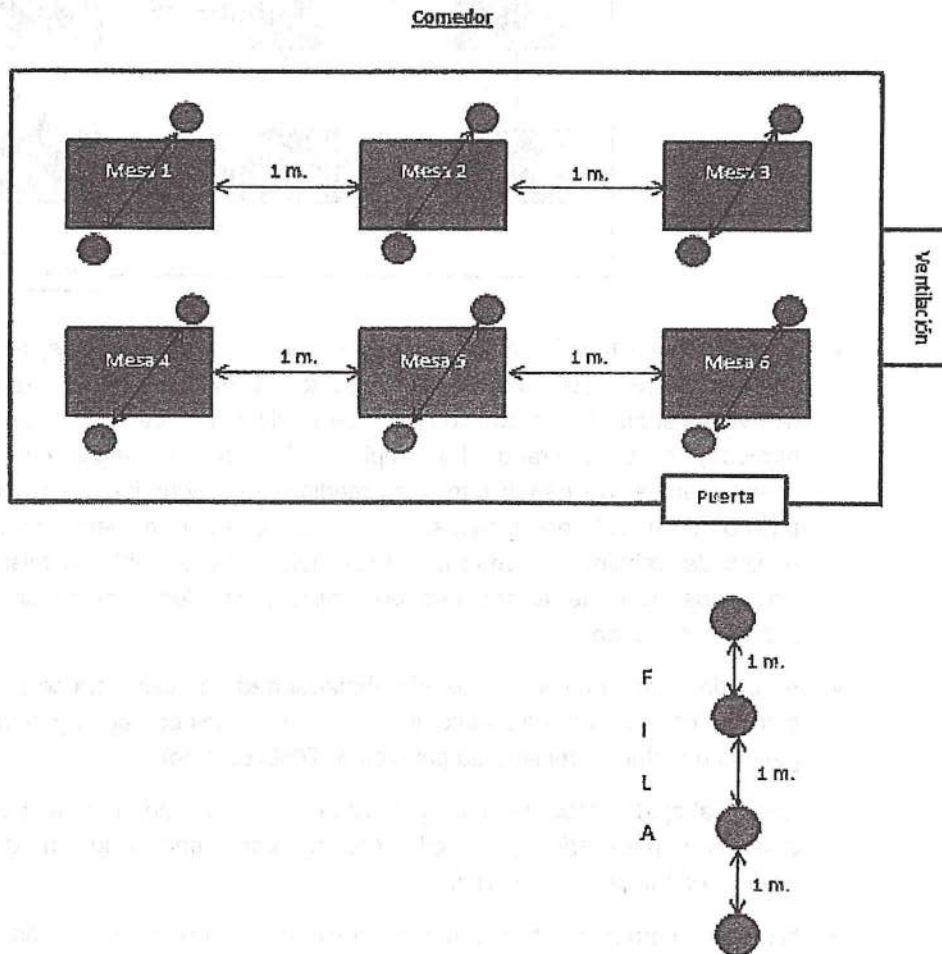 Comedor
Mesa 1
1 m.
Mesa 2
1 m.
Mesa 3
Ventilación
Mesa 4
1 m.
Mesa 5
1 m.
Mesa 6
Puerta
F
I
L
A
1 m.
1 m.
1 m.